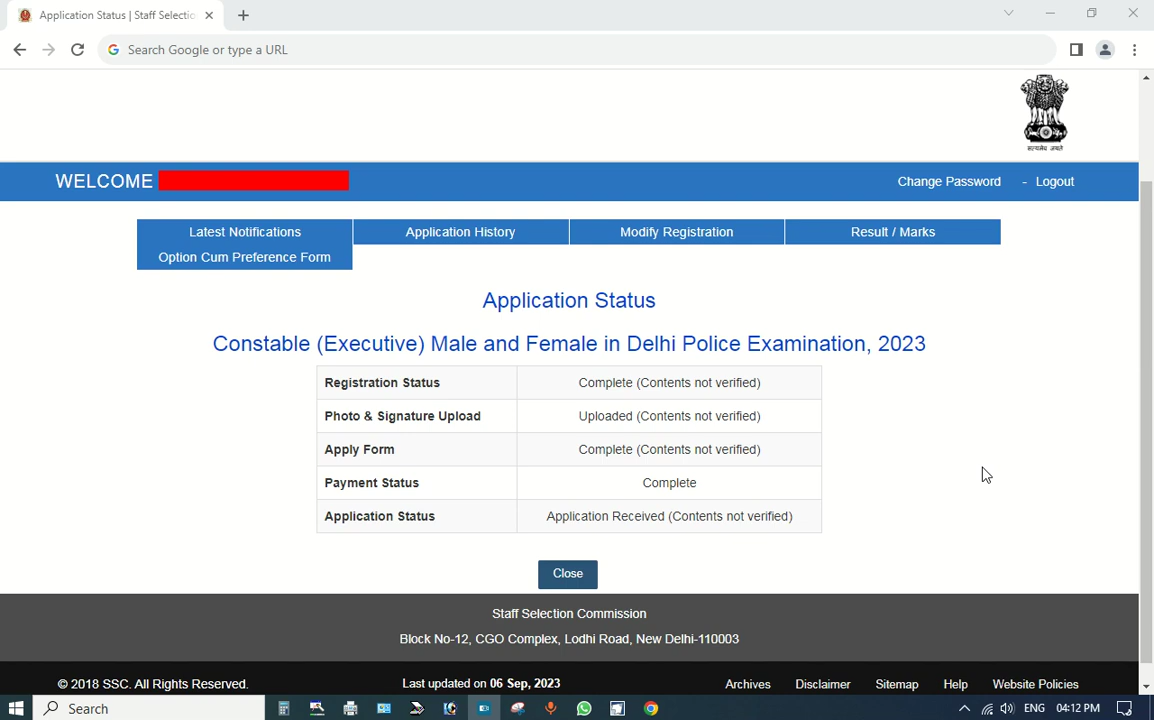 Application Status | Staff Selectio
Search Google or type a URL
सत्यमेव जयते
WELCOME
Change Password - Logout
Latest Notifications Application History Modify Registration Result / Marks
Option Cum Preference Form
Application Status
Constable (Executive) Male and Female in Delhi Police Examination, 2023
Registration Status Complete (Contents not verified)
Photo & Signature Upload Uploaded (Contents not verified)
Apply Form Complete (Contents not verified)
Payment Status Complete
Application Status Application Received (Contents not verified)
Close
Staff Selection Commission
Block No-12, CGO Complex, Lodhi Road, New Delhi-110003
© 2018 SSC. All Rights Reserved. Last updated on 06 Sep, 2023 Archives Disclaimer Sitemap Help Website Policies
Search ENG 04:12 PM